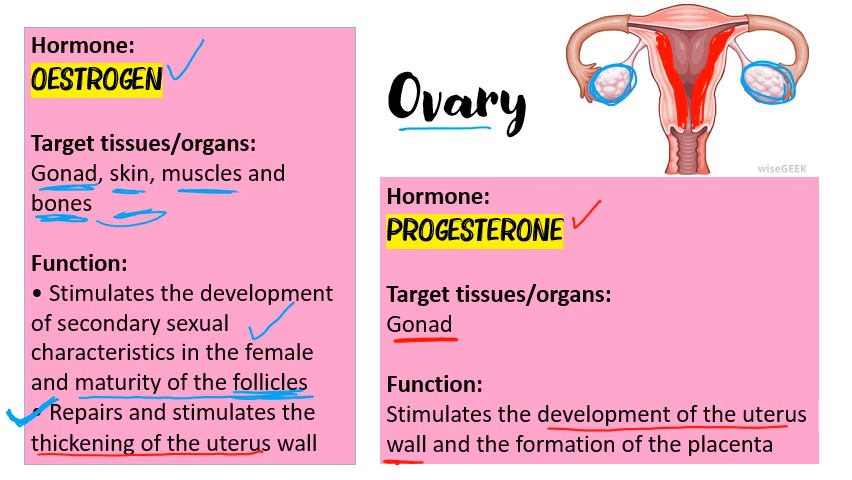 Hormone:
OESTROGEN
Target tissues/organs:
Gonad, skin, muscles and
bones
Function:
• Stimulates the development
of secondary sexual
characteristics in the female
and maturity of the follicles
• Repairs and stimulates the
thickening of the uterus wall
Ovary
wiseGEEK
Hormone:
PROGESTERONE
Target tissues/organs:
Gonad
Function:
Stimulates the development of the uterus
wall and the formation of the placenta